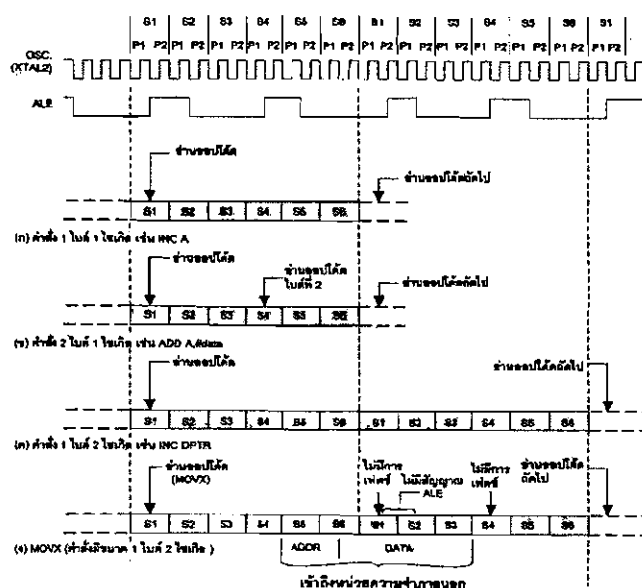 S1 S2 S3 S4 S5 S6 S1 S2 S3 S4 S5 S6 S1
P1 P2 P1 P2 P1 P2 P1 P2 P1 P2 P1 P2 P1 P2 P1 P2 P1 P2 P1 P2 P1 P2 P1 P2 P1 P2
OSC.
(XTAL2)
ALE
อ่านออปโค้ด
อ่านออปโค้ดถัดไป
S1 S2 S3 S4 S5 S6
(ก) คำสั่ง 1 ไบต์ 1 ไซเกิล เช่น INC A
อ่านออปโค้ด
อ่านออปโค้ด
ไบต์ที่ 2
อ่านออปโค้ดถัดไป
S1 S2 S3 S4 S5 S6
(ข) คำสั่ง 2 ไบต์ 1 ไซเกิล เช่น ADD A,#data
อ่านออปโค้ด
อ่านออปโค้ดถัดไป
S1 S2 S3 S4 S5 S6 S1 S2 S3 S4 S5 S6
(ค) คำสั่ง 1 ไบต์ 2 ไซเกิล เช่น INC DPTR
อ่านออปโค้ด
(MOVX)
ไม่มีการ
เฟตช์
ไม่มีสัญญาณ
ALE
ไม่มีการ
เฟตช์
อ่านออปโค้ด
ถัดไป
S1 S2 S3 S4 S5 S6 S1 S2 S3 S4 S5 S6
(ง) MOVX (คำสั่งมีขนาด 1 ไบต์ 2 ไซเกิล)
ADDR DATA
เข้าถึงหน่วยความจำภายนอก